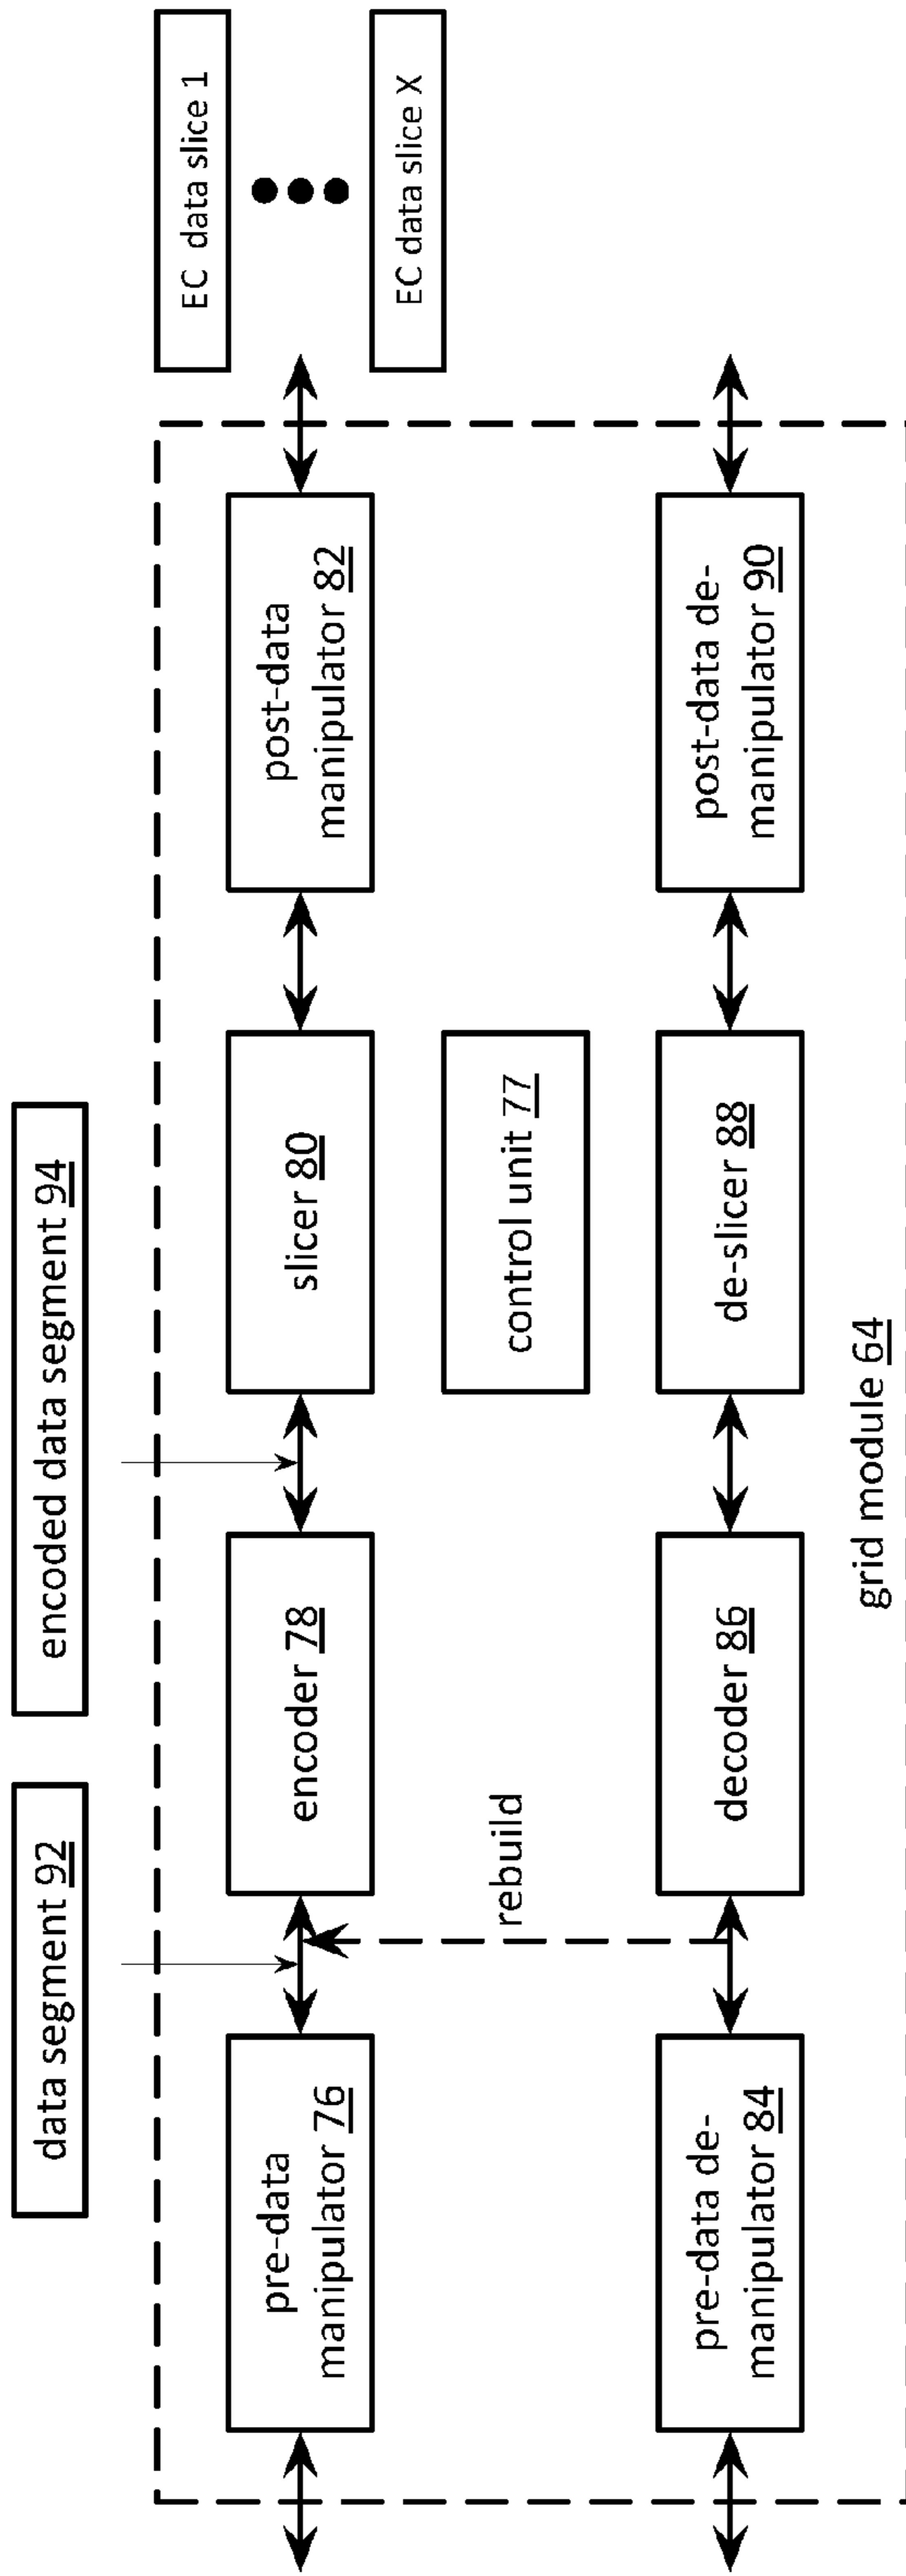 data segment 92
encoded data segment 94
EC data slice 1
EC data slice X
pre-data
manipulator 76
encoder 78
slicer 80
post-data
manipulator 82
rebuild
control unit 77
pre-data de-
manipulator 84
decoder 86
de-slicer 88
post-data de-
manipulator 90
grid module 64